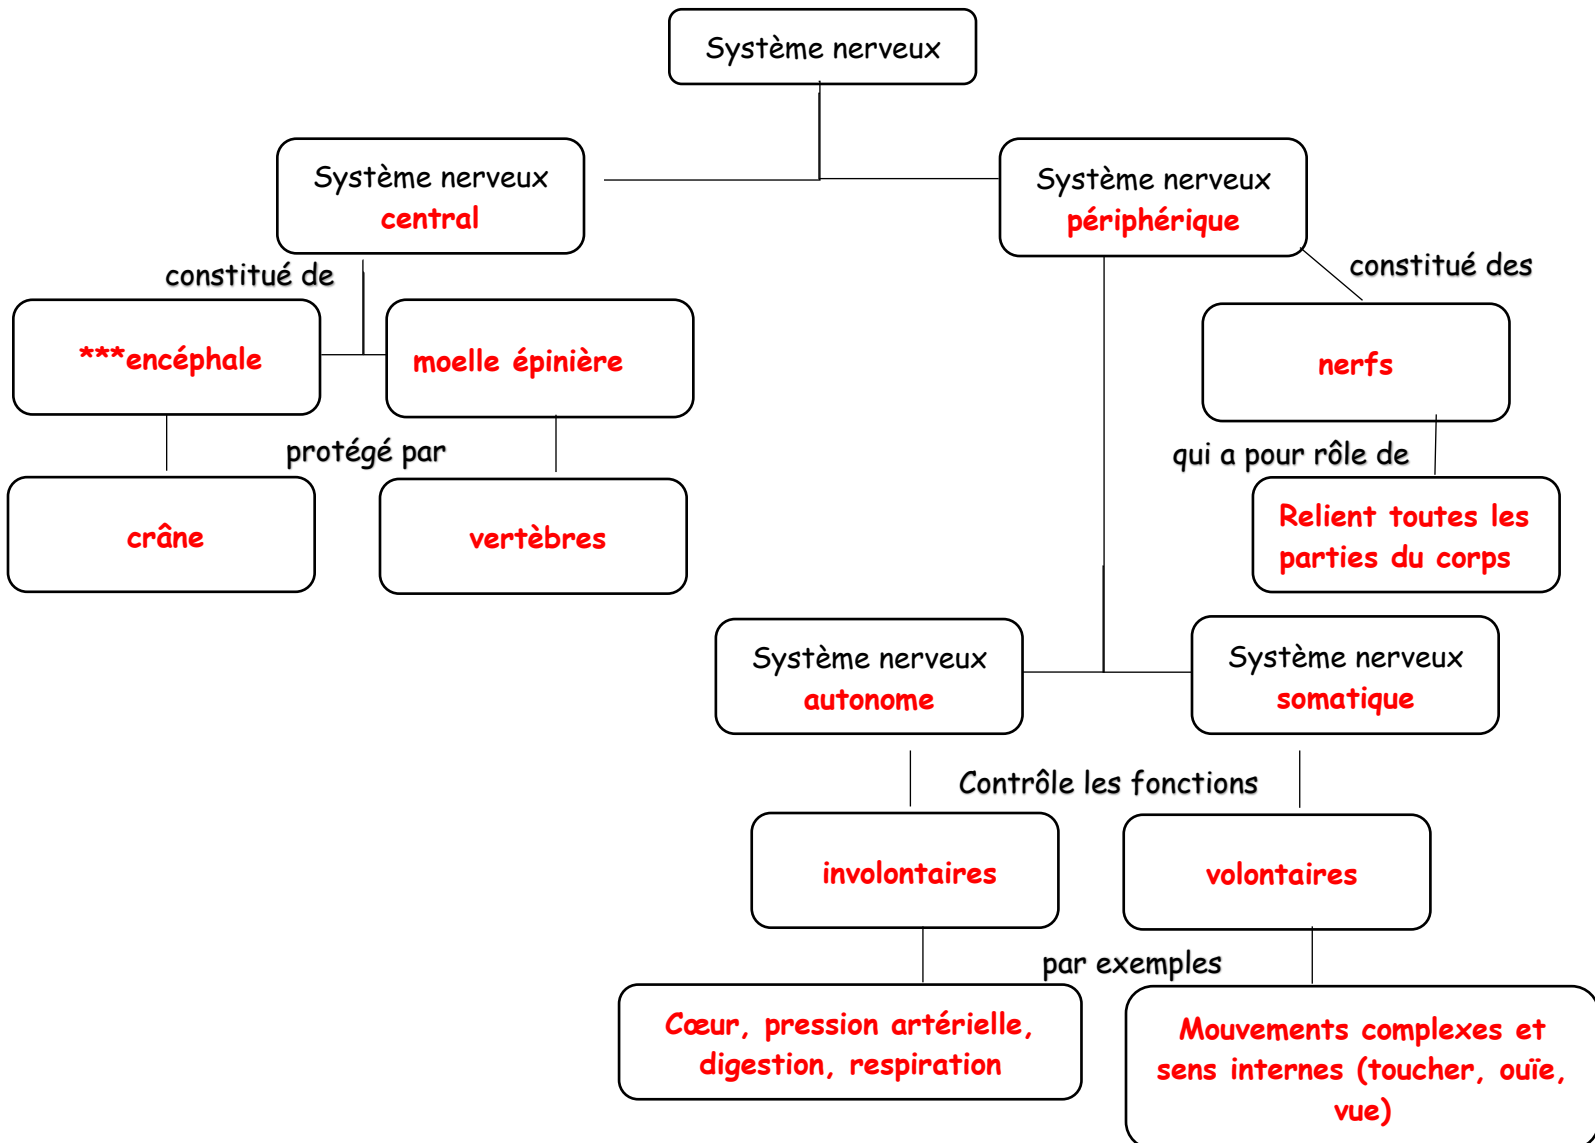 Système nerveux
Système nerveux
central
Système nerveux
périphérique
constitué de
constitué des
***encéphale
moelle épinière
nerfs
protégé par
qui a pour rôle de
crâne
vertèbres
Relient toutes les
parties du corps
Système nerveux
autonome
Système nerveux
somatique
Contrôle les fonctions
involontaires
volontaires
par exemples
Cœur, pression artérielle,
digestion, respiration
Mouvements complexes et
sens internes (toucher, ouïe,
vue)